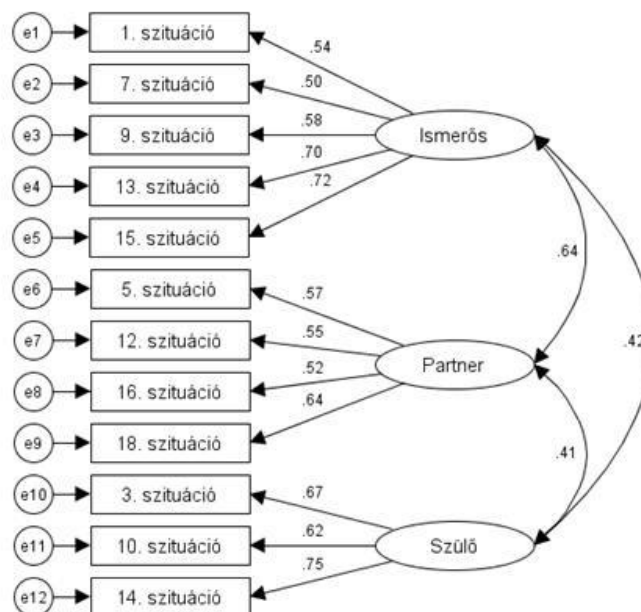 e1 1. szituáció
.54
e2 7. szituáció
.50
e3 9. szituáció
.58
Ismerős
e4 13. szituáció
.70
e5 15. szituáció
.72
.64
e6 5. szituáció
.57
e7 12. szituáció
.55
.42
e8 16. szituáció
.52
Partner
e9 18. szituáció
.64
.41
e10 3. szituáció
.67
e11 10. szituáció
.62
Szülő
e12 14. szituáció
.75